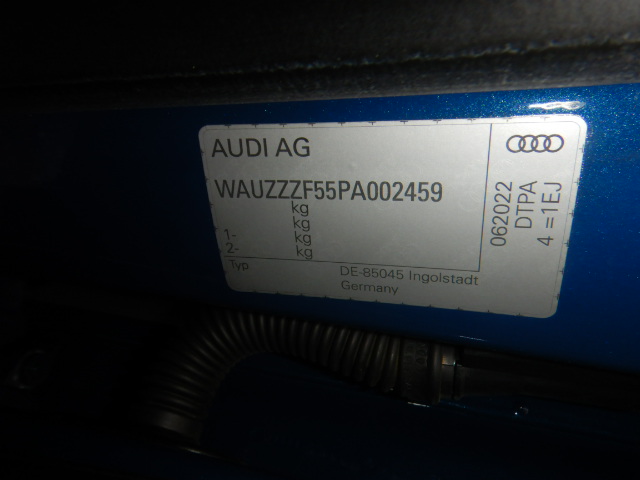 AUDI AG
WAUZZZF55PA002459
kg
kg
1- kg
2- kg
Typ
DE-85045 Ingolstadt
Germany
062022
DTPA
4 =1EJ